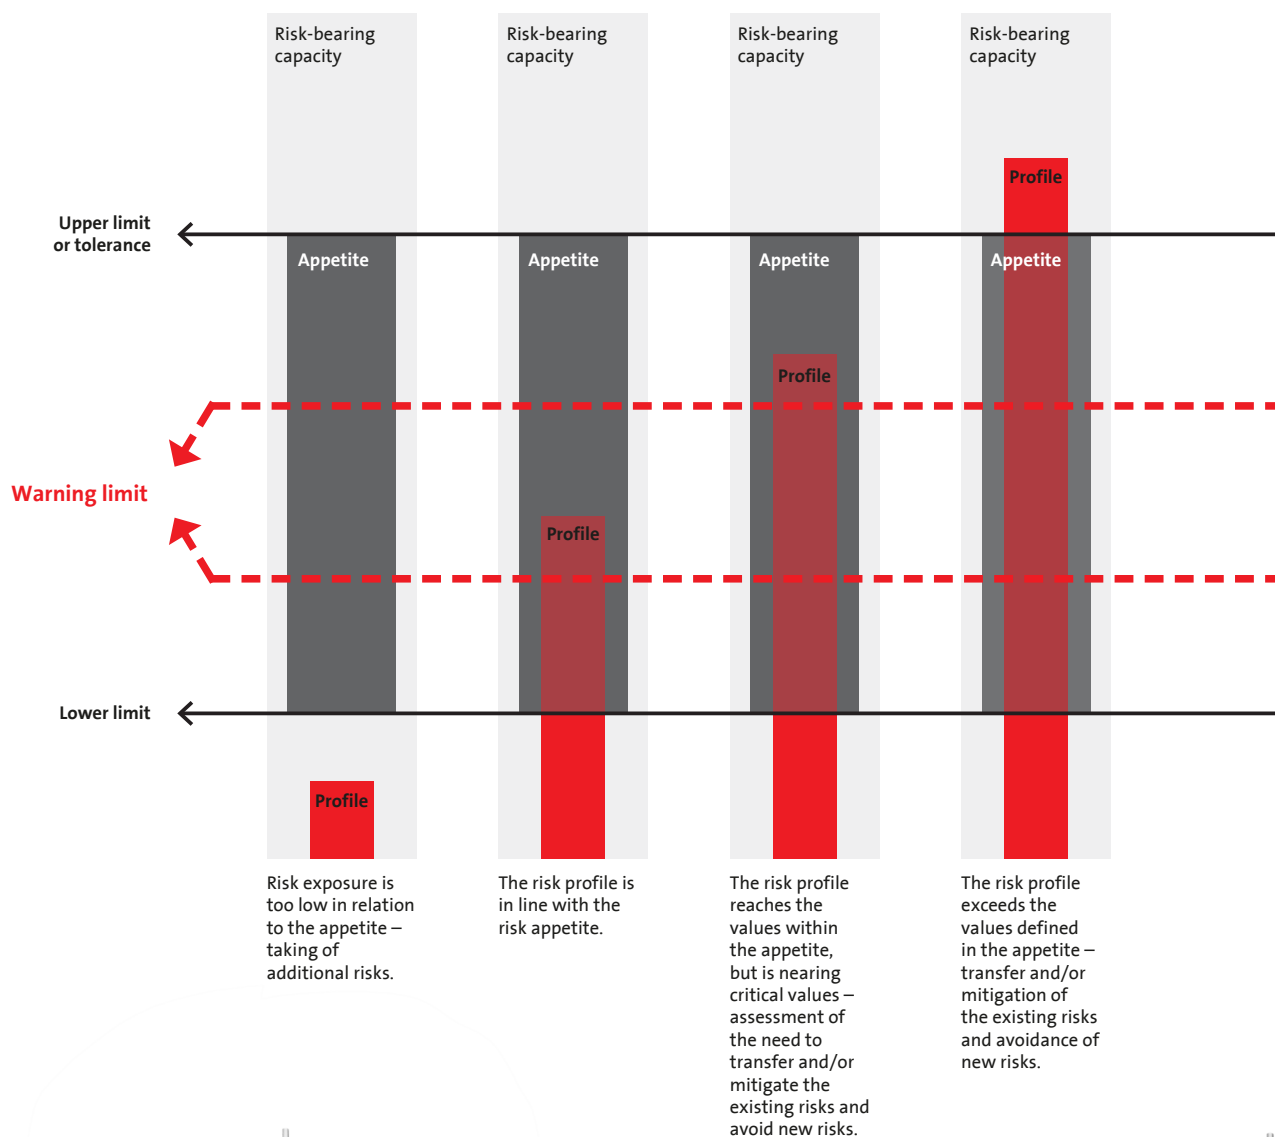 Risk-bearing
capacity
Risk-bearing
capacity
Risk-bearing
capacity
Risk-bearing
capacity
Profile
Upper limit
or tolerance
Appetite
Appetite
Appetite
Appetite
Profile
Warning limit
Profile
Lower limit
Profile
Risk exposure is
too low in relation
to the appetite –
taking of
additional risks.
The risk profile is
in line with the
risk appetite.
The risk profile
reaches the
values within
the appetite,
but is nearing
critical values –
assessment of
the need to
transfer and/or
mitigate the
existing risks and
avoid new risks.
The risk profile
exceeds the
values defined
in the appetite –
transfer and/or
mitigation of
the existing risks
and avoidance of
new risks.